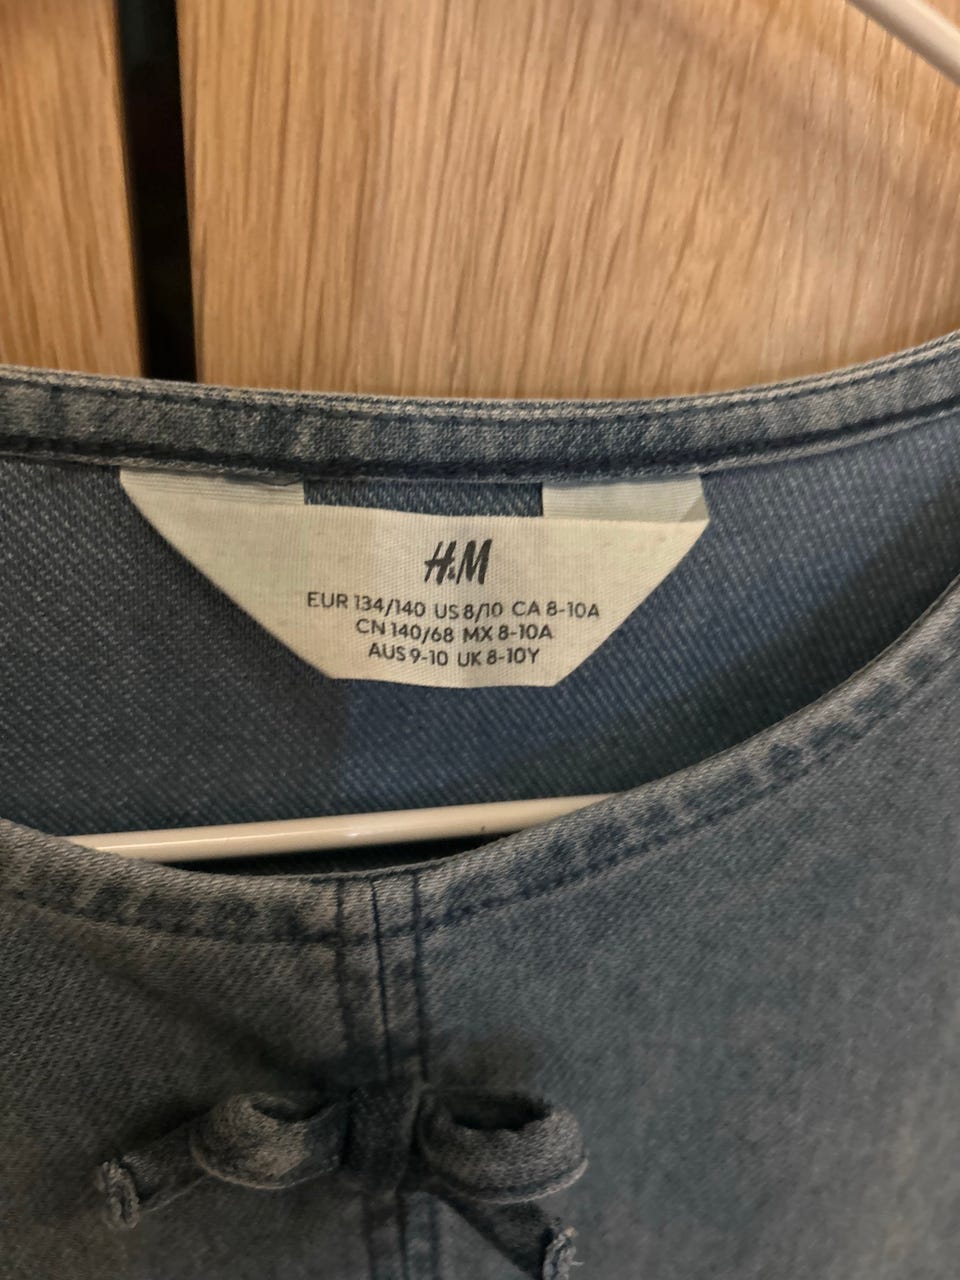 H&M
EUR 134/140 US 8/10 CA 8-10A
CN 140/68 MX 8-10A
AUS 9-10 UK 8-10Y